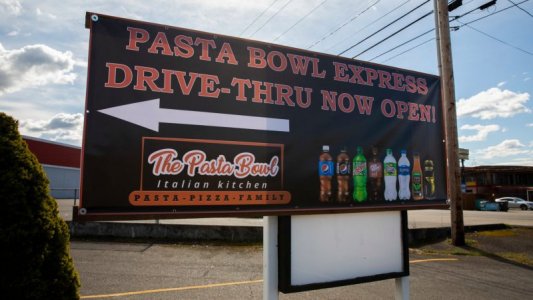 PASTA BOWL EXPRESS
DRIVE-THRU NOW OPEN!
The Pasta Bowl
Italian kitchen
PASTA-PIZZA-FAMILY